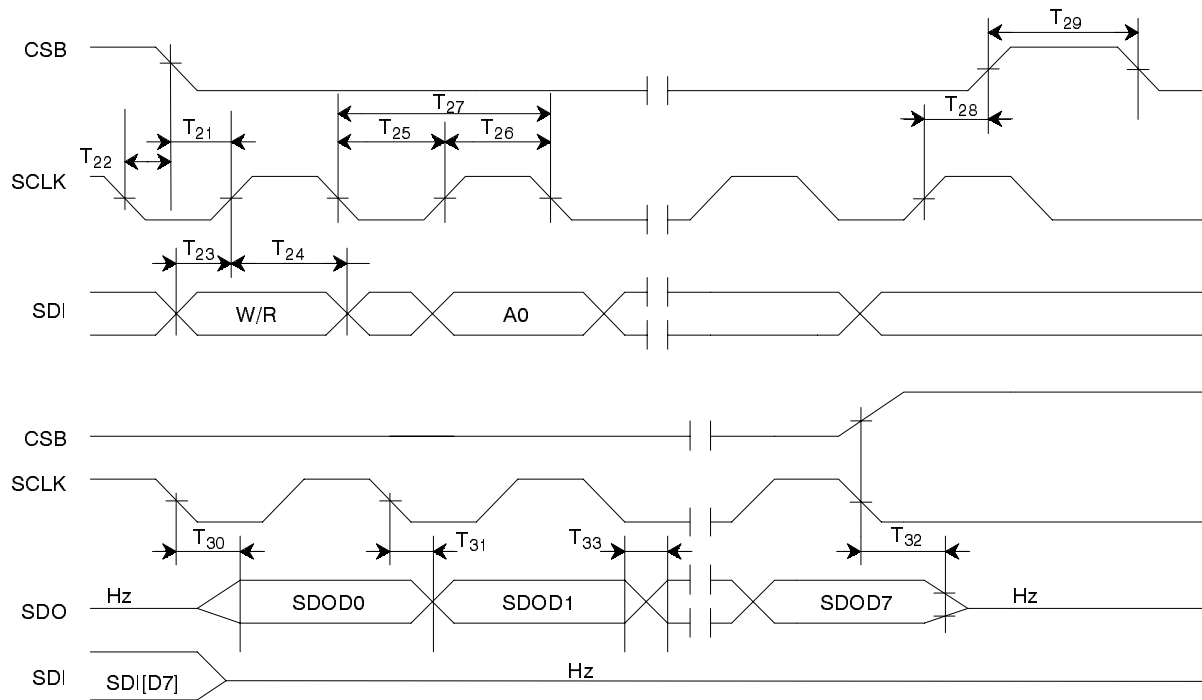 CSB
T29
T27
T28
T21
T25
T26
T22
SCLK
T23
T24
SDI
W/R
A0
CSB
SCLK
T30
T31
T33
T32
Hz
SDOD0
SDOD1
SDOD7
Hz
SDO
SDI
SDI[D7]
Hz